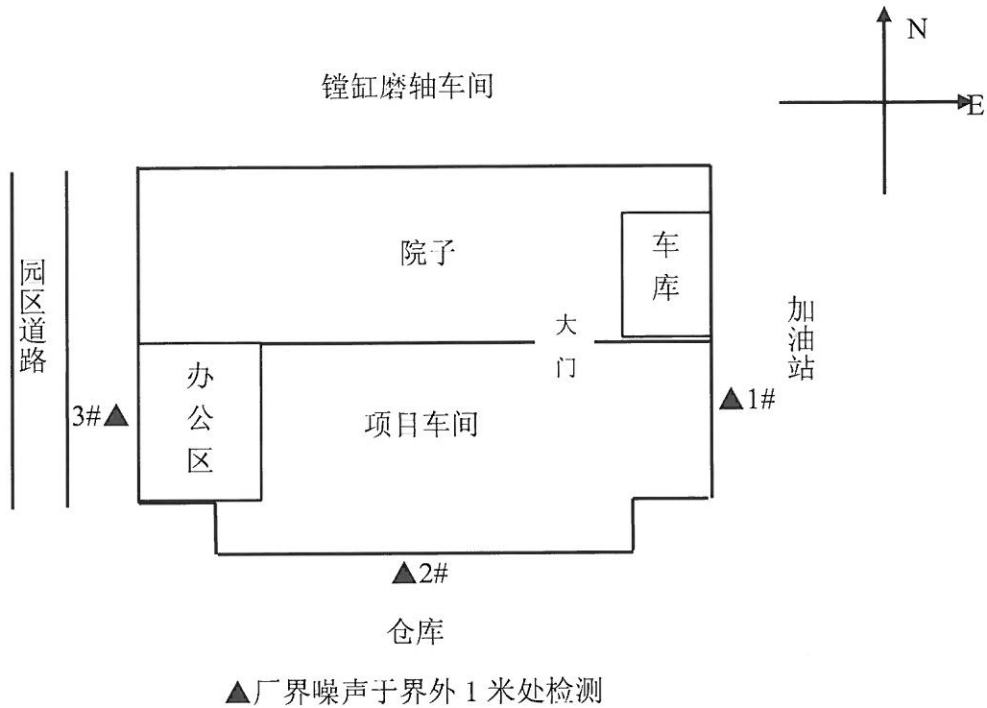 N
镗缸磨轴车间
E
院子
车库
园区道路
加油站
大门
办公区
3#▲
项目车间
▲1#
▲2#
仓库
▲厂界噪声于界外 1 米处检测